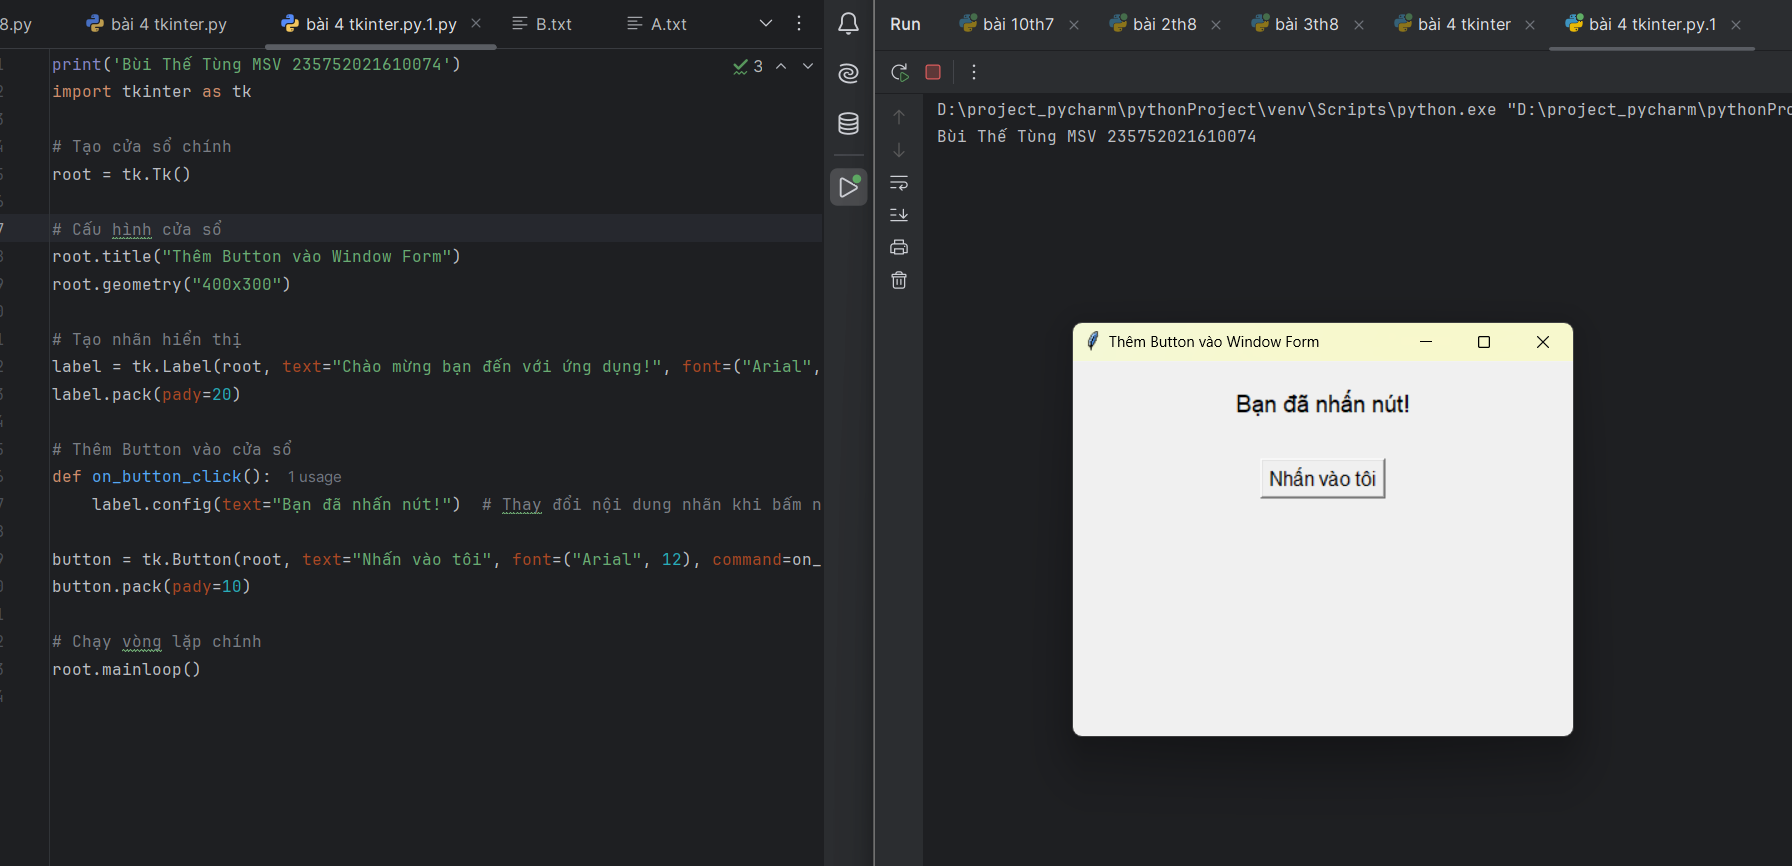 8.py
bài 4 tkinter.py
bài 4 tkinter.py.1.py
B.txt
A.txt
print('Bùi Thế Tùng MSV 235752021610074')
3
import tkinter as tk
# Tạo cửa sổ chính
root = tk.Tk()
# Cấu hình cửa sổ
root.title("Thêm Button vào Window Form")
root.geometry("400x300")
# Tạo nhãn hiển thị
label = tk.Label(root, text="Chào mừng bạn đến với ứng dụng!", font=("Arial",
label.pack(pady=20)
# Thêm Button vào cửa sổ
def on_button_click(): 1 usage
label.config(text="Bạn đã nhấn nút!") # Thay đổi nội dung nhãn khi bấm n
button = tk.Button(root, text="Nhấn vào tôi", font=("Arial", 12), command=on_
button.pack(pady=10)
# Chạy vòng lặp chính
root.mainloop()
Run
bài 10th7
bài 2th8
bài 3th8
bài 4 tkinter
bài 4 tkinter.py.1
D:\project_pycharm\pythonProject\venv\Scripts\python.exe "D:\project_pycharm\pythonPro
Bùi Thế Tùng MSV 235752021610074
Thêm Button vào Window Form
Bạn đã nhấn nút!
Nhấn vào tôi